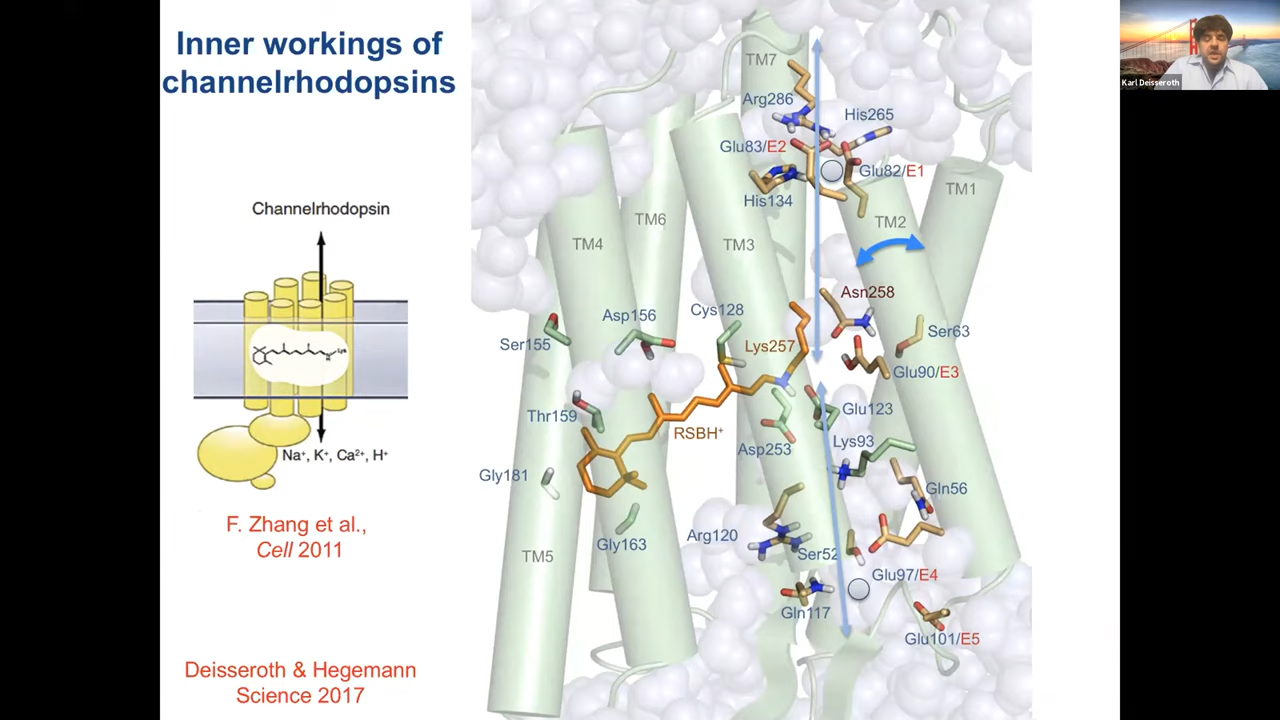 Inner workings of
channelrhodopsins
Channelrhodopsin
Lys
N
H
Na⁺, K⁺, Ca²⁺, H⁺
F. Zhang et al.,
Cell 2011
Deisseroth & Hegemann
Science 2017
TM7
Arg286
His265
Glu83/E2
Glu82/E1
His134
TM1
TM6
TM2
TM4
TM3
Asn258
Asp156
Cys128
Ser63
Ser155
Lys257
Glu90/E3
Thr159
Glu123
RSBH⁺
Asp253
Lys93
Gly181
Gln56
Arg120
Gly163
Ser52
TM5
Glu97/E4
Gln117
Glu101/E5
Karl Deisseroth